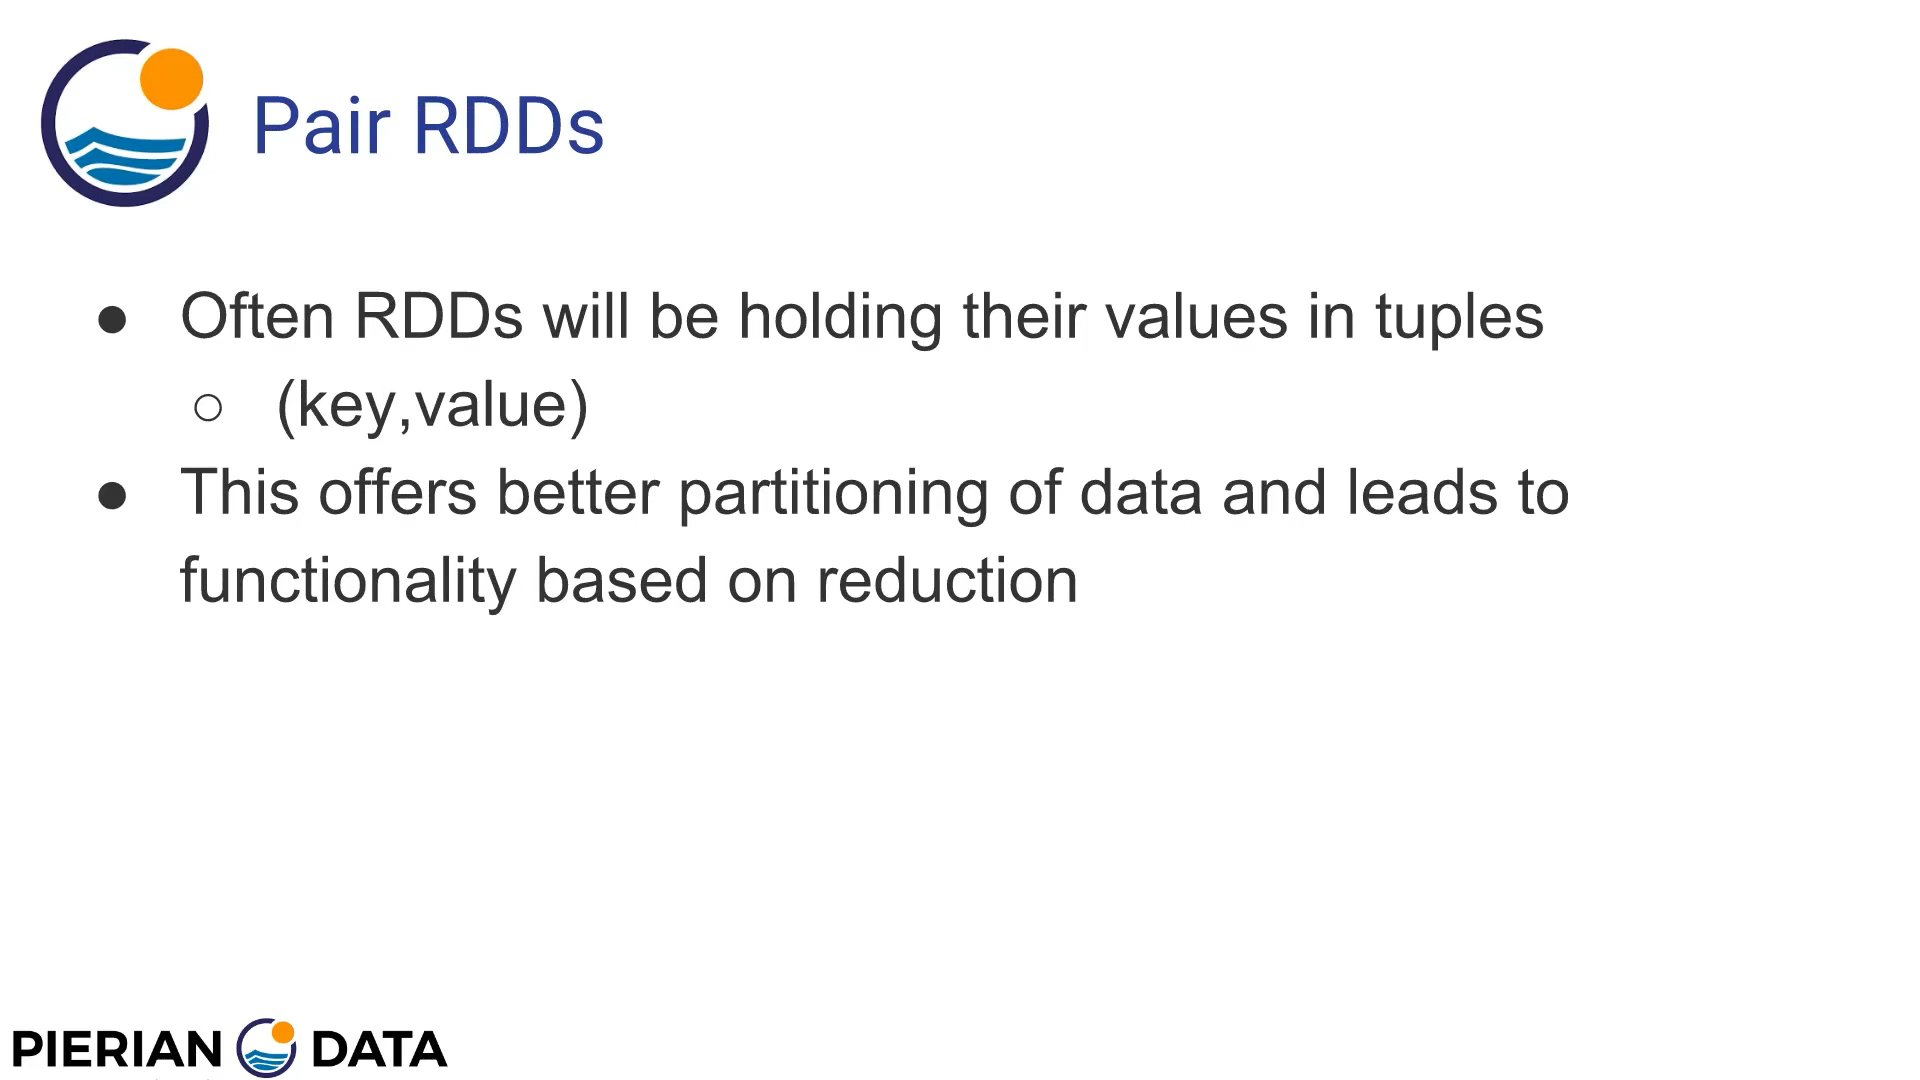 Pair RDDs
● Often RDDs will be holding their values in tuples
○ (key,value)
● This offers better partitioning of data and leads to
functionality based on reduction
PIERIAN DATA